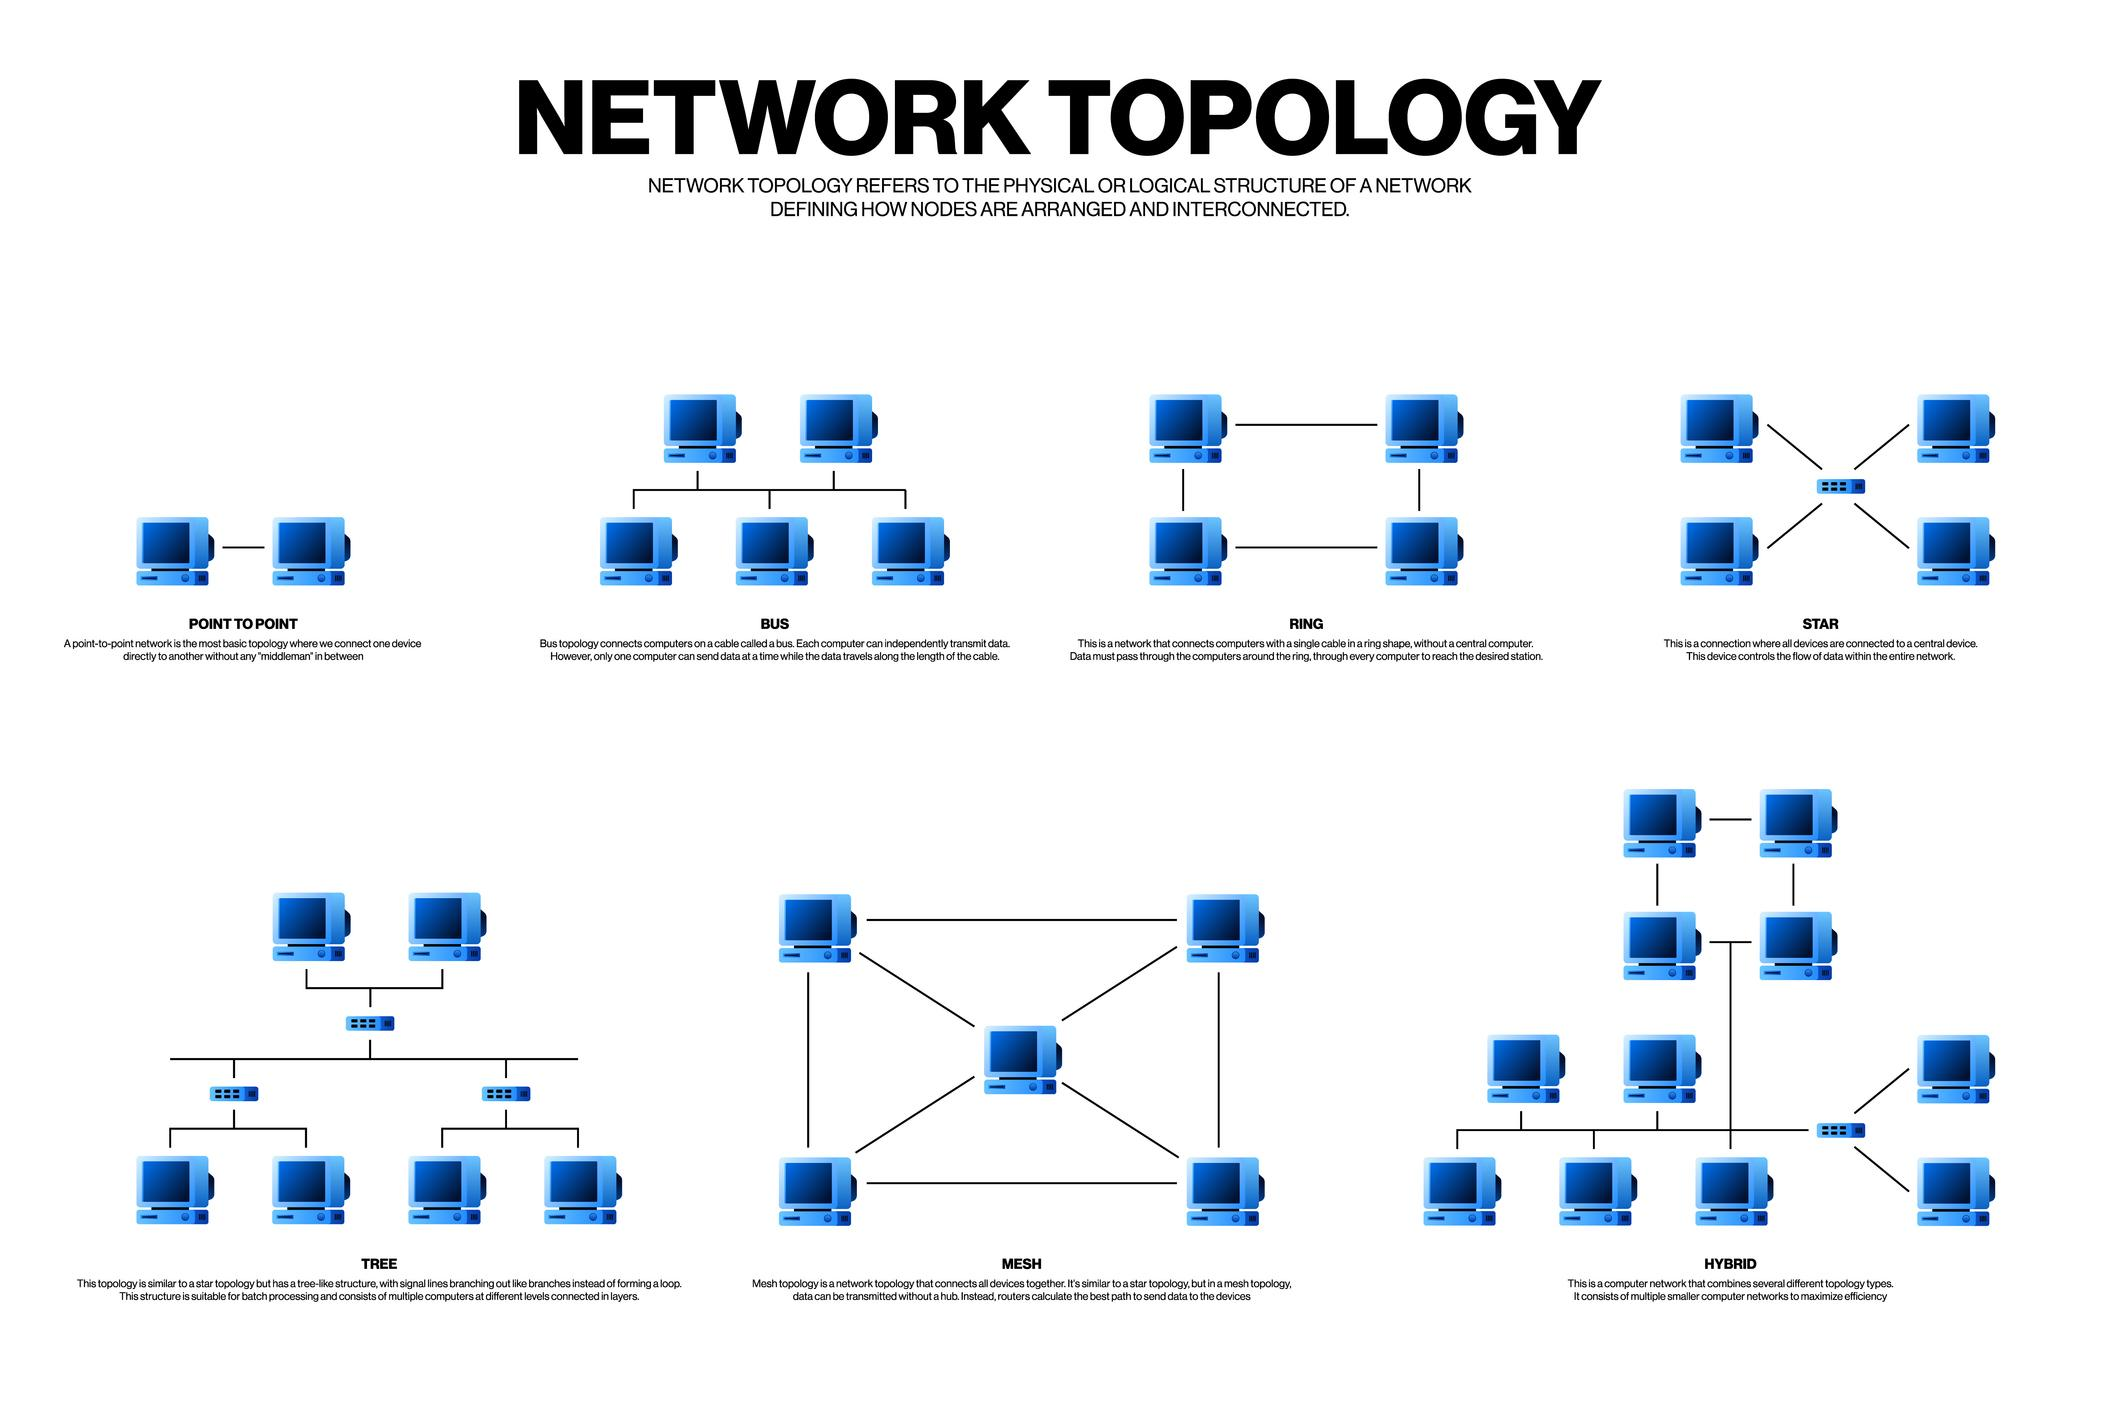 NETWORK TOPOLOGY
NETWORK TOPOLOGY REFERS TO THE PHYSICAL OR LOGICAL STRUCTURE OF A NETWORK
DEFINING HOW NODES ARE ARRANGED AND INTERCONNECTED.
POINT TO POINT
A point-to-point network is the most basic topology where we connect one device
directly to another without any "middleman" in between
BUS
Bus topology connects computers on a cable called a bus. Each computer can independently transmit data.
However, only one computer can send data at a time while the data travels along the length of the cable.
RING
This is a network that connects computers with a single cable in a ring shape, without a central computer.
Data must pass through the computers around the ring, through every computer to reach the desired station.
STAR
This is a connection where all devices are connected to a central device.
This device controls the flow of data within the entire network.
TREE
This topology is similar to a star topology but has a tree-like structure, with signal lines branching out like branches instead of forming a loop.
This structure is suitable for batch processing and consists of multiple computers at different levels connected in layers.
MESH
Mesh topology is a network topology that connects all devices together. It's similar to a star topology, but in a mesh topology,
data can be transmitted without a hub. Instead, routers calculate the best path to send data to the devices
HYBRID
This is a computer network that combines several different topology types.
It consists of multiple smaller computer networks to maximize efficiency